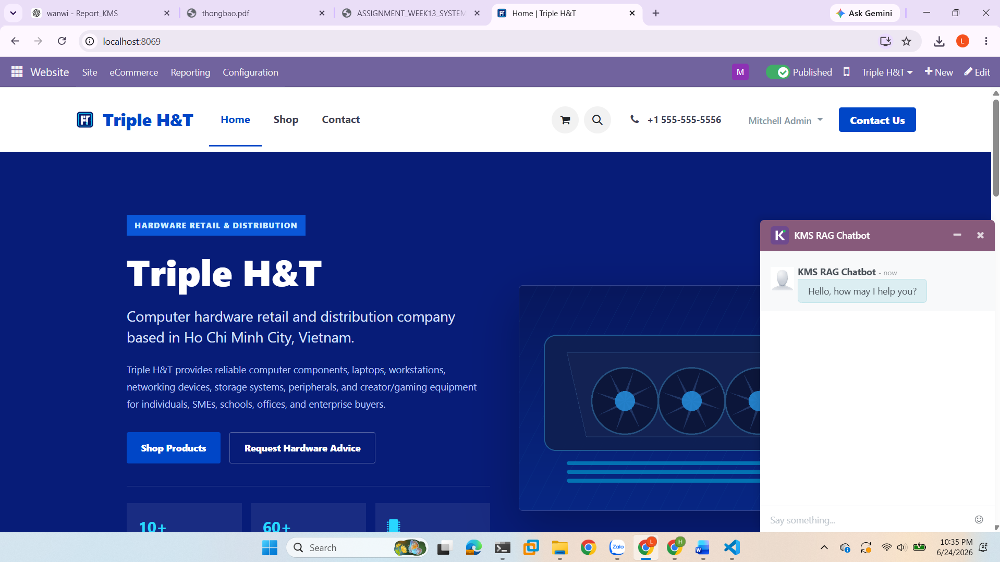 wanwi - Report_KMS
thongbao.pdf
ASSIGNMENT_WEEK13_SYSTEM
Home | Triple H&T
Ask Gemini
localhost:8069
L
Website
Site
eCommerce
Reporting
Configuration
M
Published
Triple H&T
New
Edit
Triple H&T
Home
Shop
Contact
+1 555-555-5556
Mitchell Admin
Contact Us
HARDWARE RETAIL & DISTRIBUTION
Triple H&T
Computer hardware retail and distribution company
based in Ho Chi Minh City, Vietnam.
Triple H&T provides reliable computer components, laptops, workstations,
networking devices, storage systems, peripherals, and creator/gaming equipment
for individuals, SMEs, schools, offices, and enterprise buyers.
Shop Products
Request Hardware Advice
10+
60+
K
KMS RAG Chatbot
KMS RAG Chatbot - now
Hello, how may I help you?
Say something...
Search
Zalo
L
H
W
10:35 PM
6/24/2026